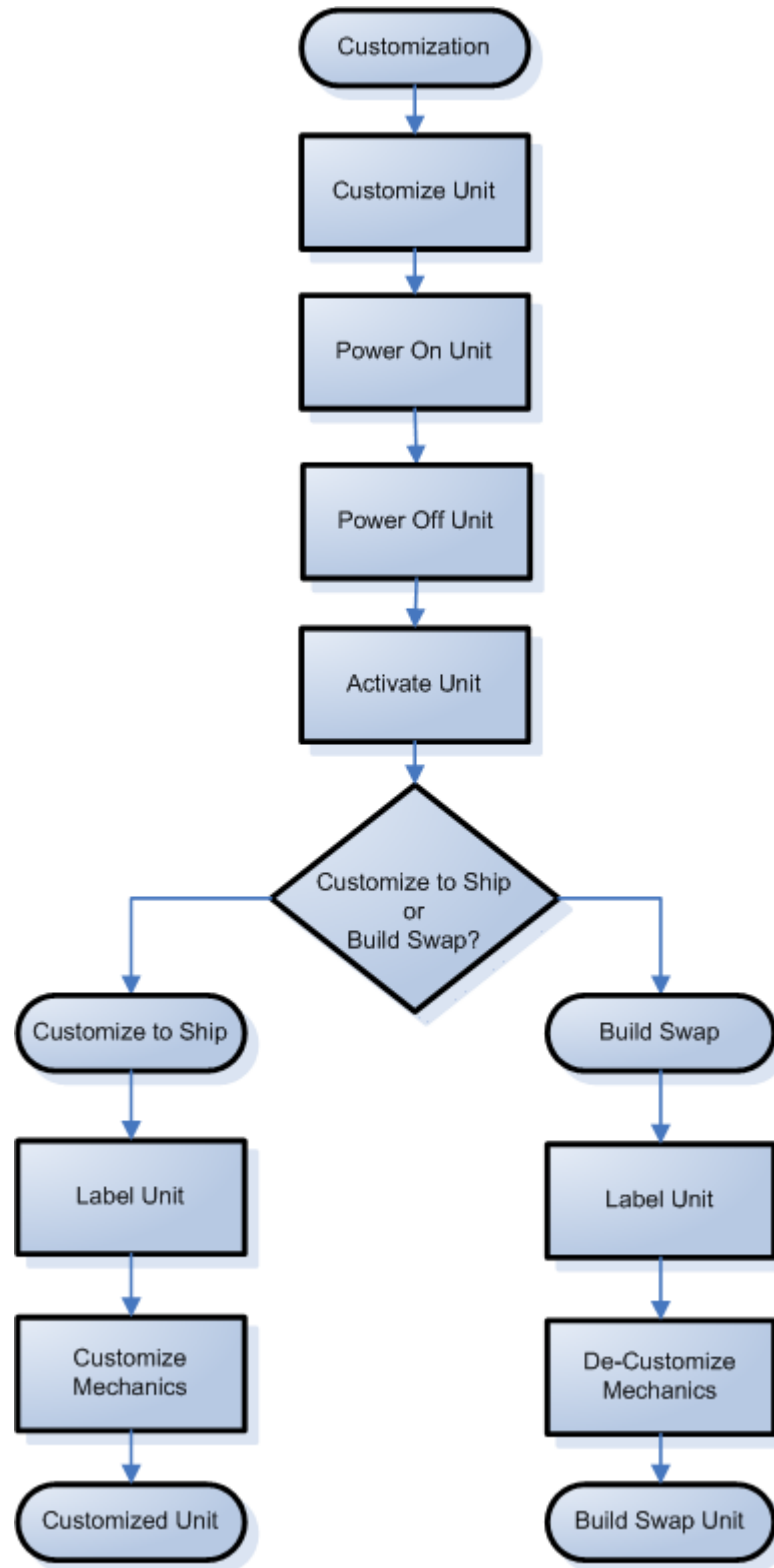 Customization
Customize Unit
Power On Unit
Power Off Unit
Activate Unit
Customize to Ship
or
Build Swap?
Customize to Ship
Build Swap
Label Unit
Label Unit
Customize
Mechanics
De-Customize
Mechanics
Customized Unit
Build Swap Unit